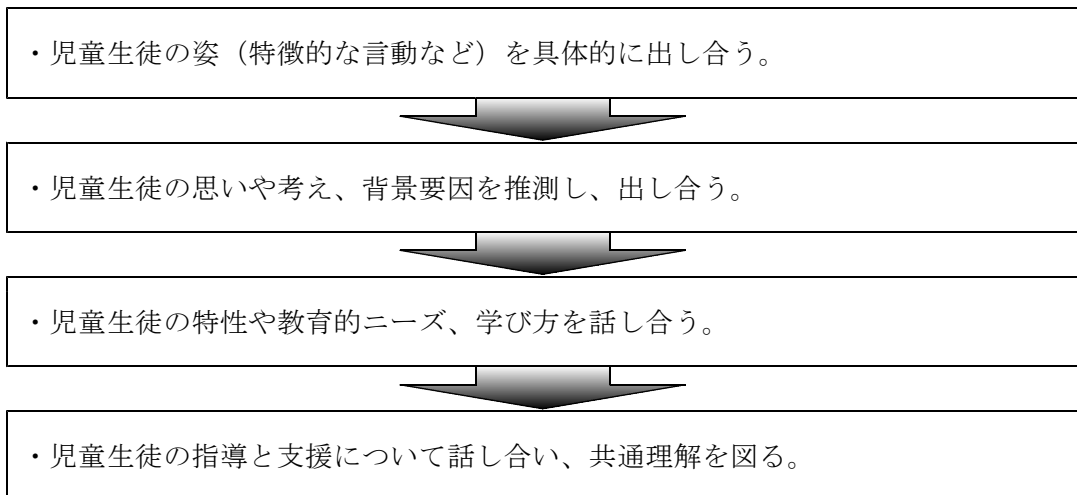 ・児童生徒の姿（特徴的な言動など）を具体的に出し合う。
・児童生徒の思いや考え、背景要因を推測し、出し合う。
・児童生徒の特性や教育的ニーズ、学び方を話し合う。
・児童生徒の指導と支援について話し合い、共通理解を図る。